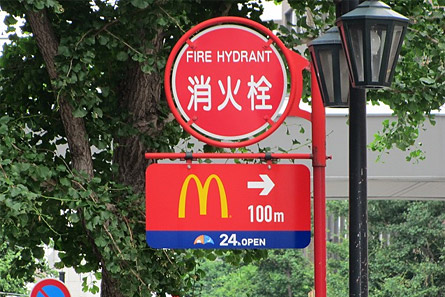 FIRE HYDRANT
消火栓
100m
24h OPEN